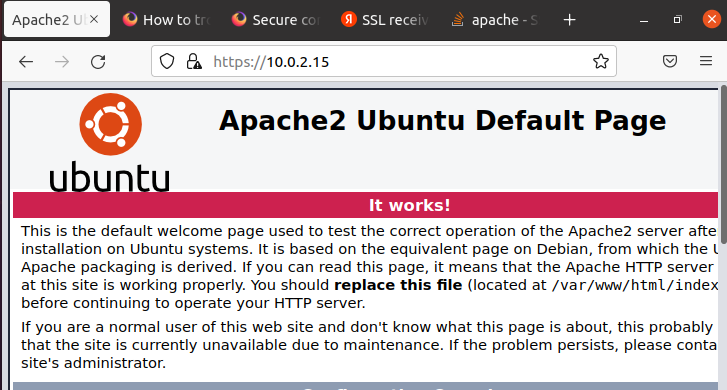 Apache2 Ul
How to tr
Secure co
SSL receiv
apache - S
https://10.0.2.15
ubuntu
Apache2 Ubuntu Default Page
It works!
This is the default welcome page used to test the correct operation of the Apache2 server afte
installation on Ubuntu systems. It is based on the equivalent page on Debian, from which the U
Apache packaging is derived. If you can read this page, it means that the Apache HTTP server
at this site is working properly. You should replace this file (located at /var/www/html/index
before continuing to operate your HTTP server.
If you are a normal user of this web site and don't know what this page is about, this probably
that the site is currently unavailable due to maintenance. If the problem persists, please conta
site's administrator.